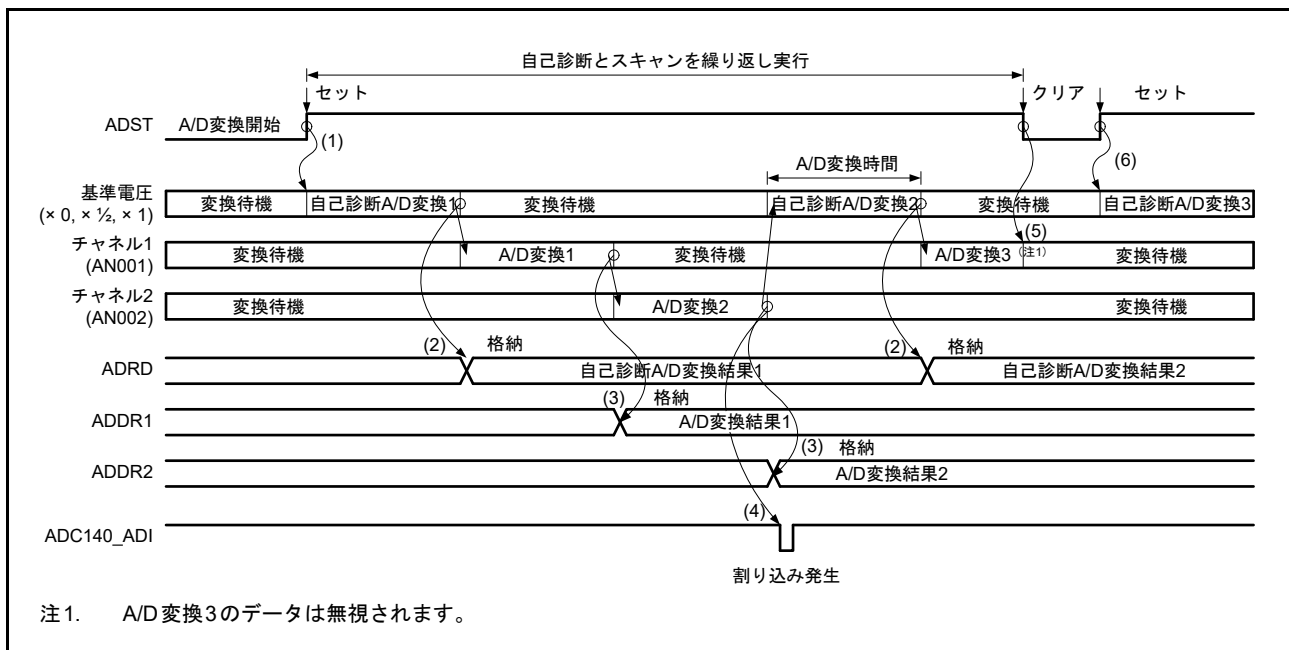 自己診断とスキャンを繰り返し実行
セット クリア セット
ADST A/D変換開始
(1) (6)
A/D変換時間
基準電圧
(× 0, × ½, × 1)
変換待機 自己診断A/D変換1 変換待機 自己診断A/D変換2 変換待機 自己診断A/D変換3
チャネル1
(AN001)
変換待機 A/D変換1 変換待機 A/D変換3 (5) (注1) 変換待機
チャネル2
(AN002)
変換待機 A/D変換2 変換待機
ADRD (2) 格納 自己診断A/D変換結果1 (2) 格納 自己診断A/D変換結果2
ADDR1 (3) 格納 A/D変換結果1
ADDR2 (3) 格納 A/D変換結果2
ADC140_ADI (4)
割り込み発生
注1. A/D変換3のデータは無視されます。